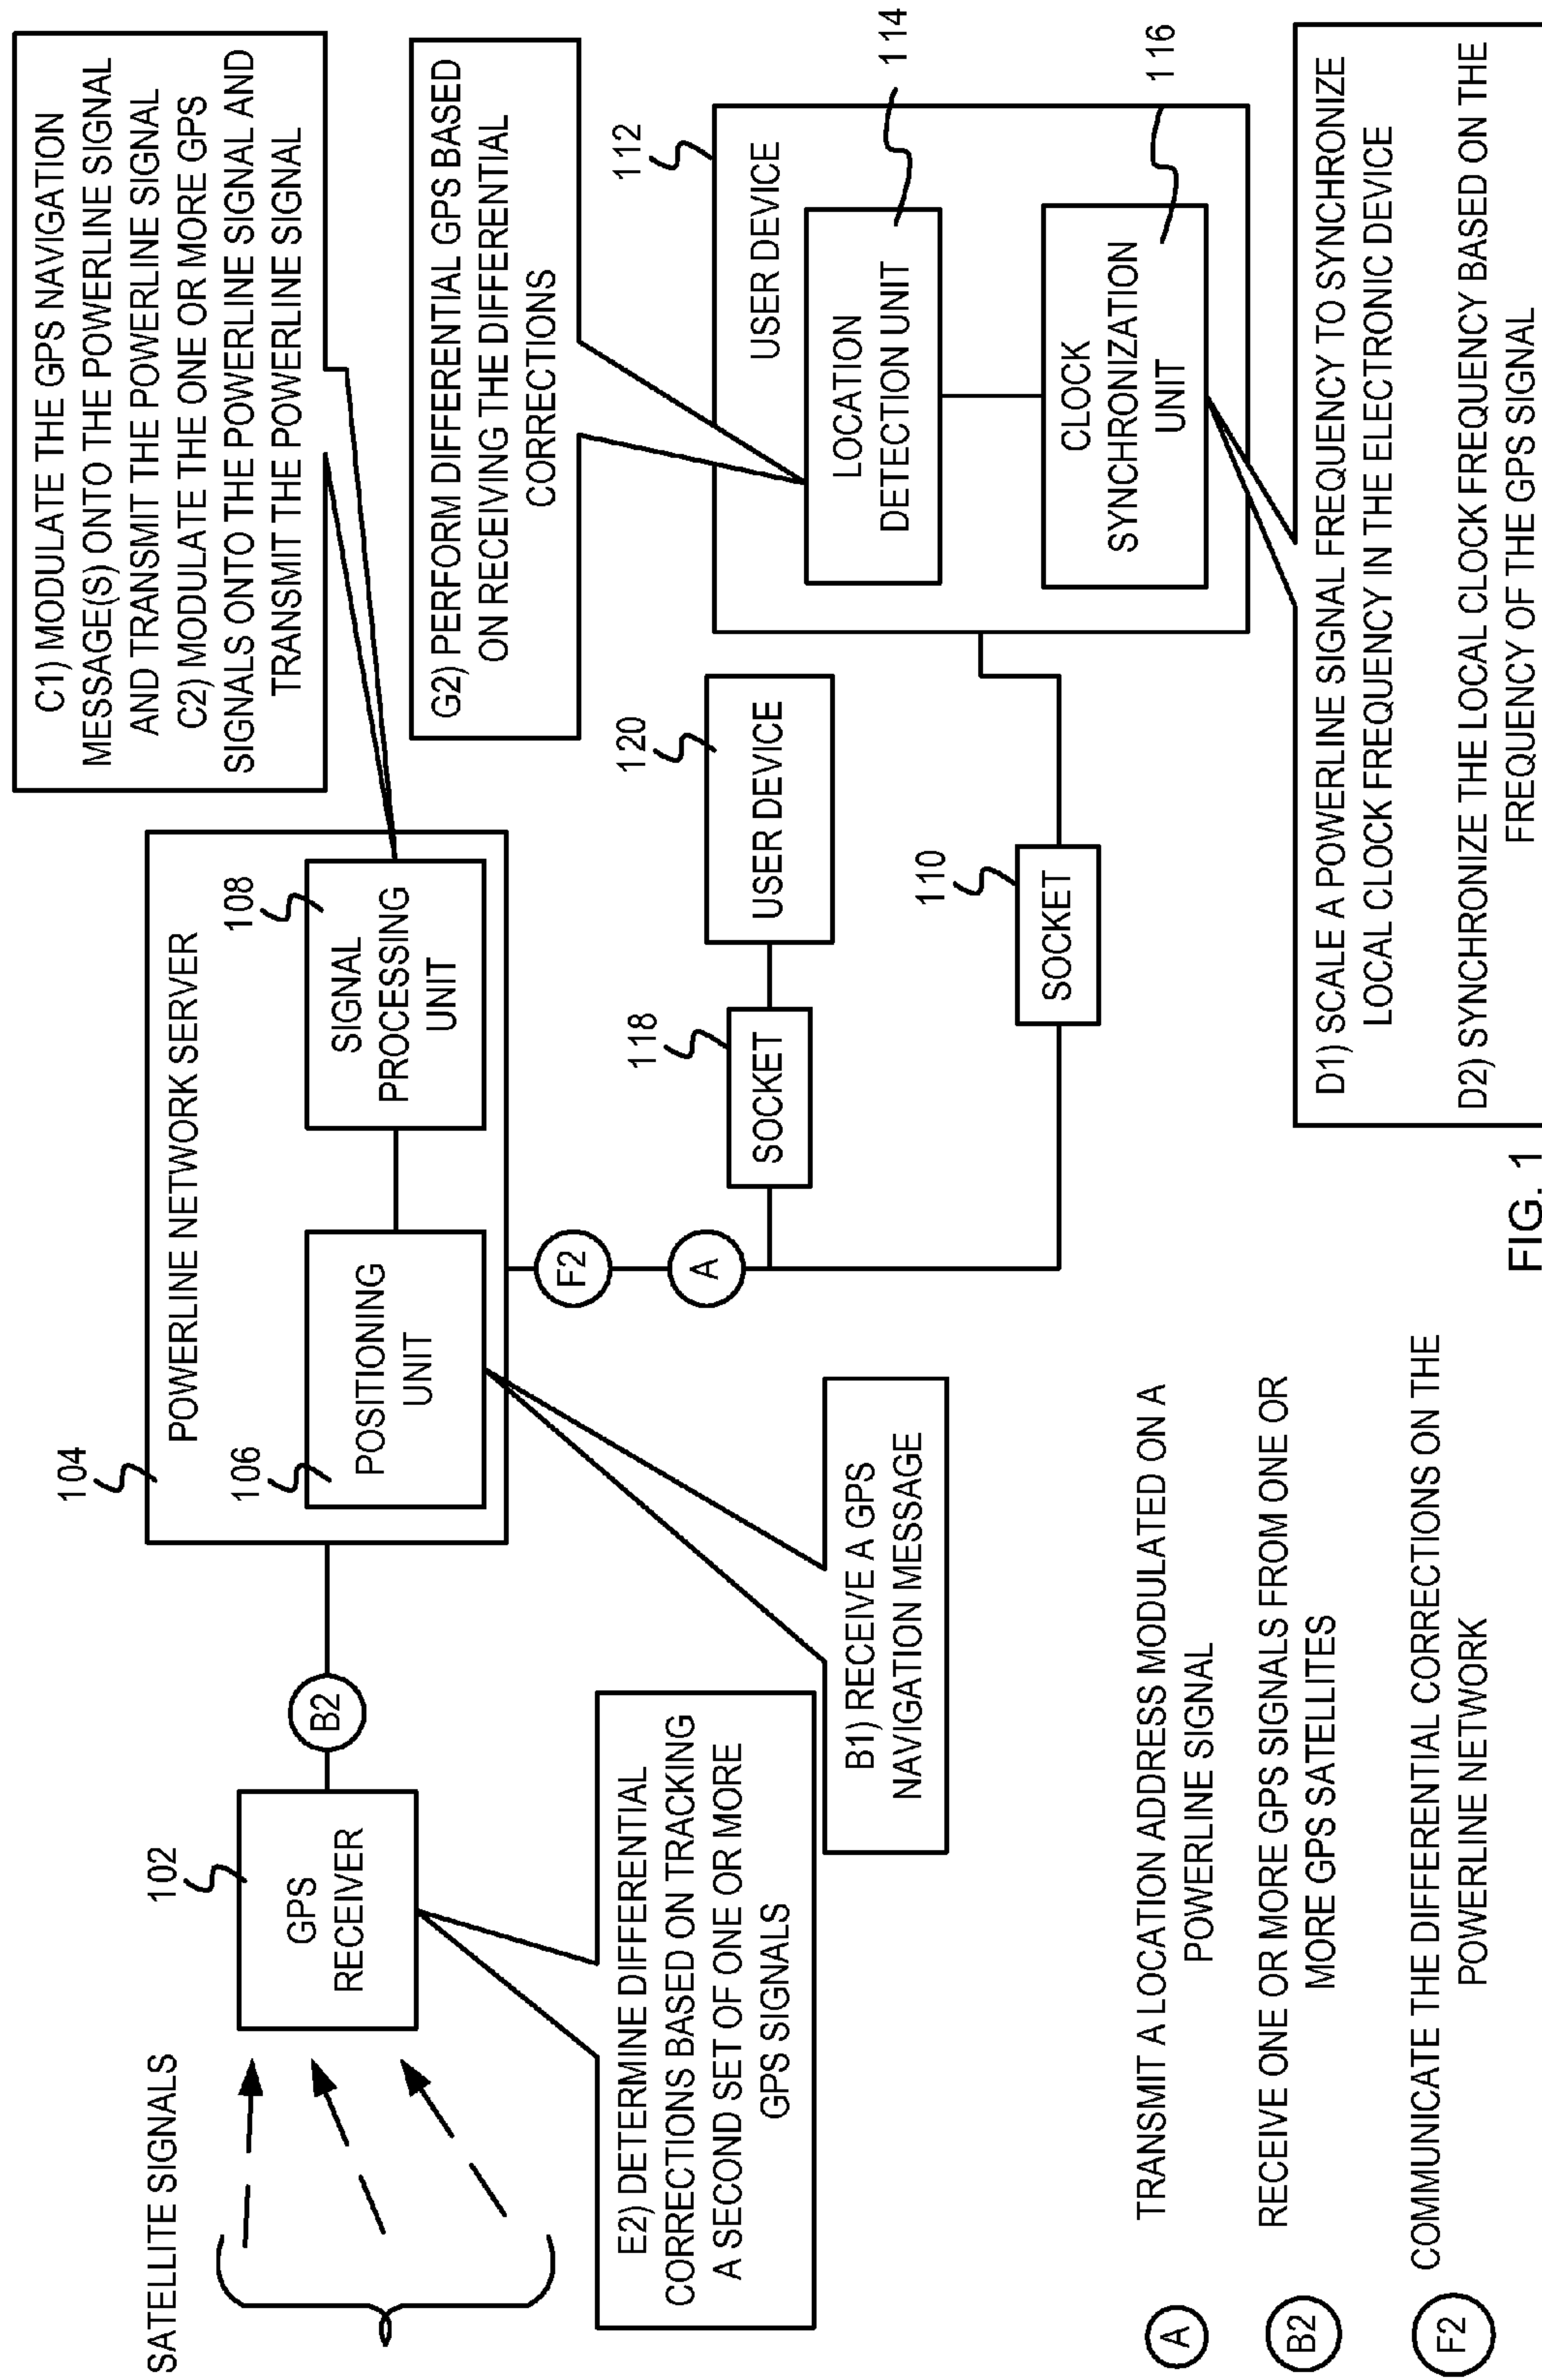 SATELLITE SIGNALS
102
GPS
RECEIVER
B2
104
POWERLINE NETWORK SERVER
106
POSITIONING
UNIT
108
SIGNAL
PROCESSING
UNIT
C1) MODULATE THE GPS NAVIGATION
MESSAGE(S) ONTO THE POWERLINE SIGNAL
AND TRANSMIT THE POWERLINE SIGNAL
C2) MODULATE THE ONE OR MORE GPS
SIGNALS ONTO THE POWERLINE SIGNAL AND
TRANSMIT THE POWERLINE SIGNAL
E2) DETERMINE DIFFERENTIAL
CORRECTIONS BASED ON TRACKING
A SECOND SET OF ONE OR MORE
GPS SIGNALS
B1) RECEIVE A GPS
NAVIGATION MESSAGE
F2
A
118
SOCKET
120
USER DEVICE
110
SOCKET
G2) PERFORM DIFFERENTIAL GPS BASED
ON RECEIVING THE DIFFERENTIAL
CORRECTIONS
112
USER DEVICE
LOCATION
DETECTION UNIT
114
CLOCK
SYNCHRONIZATION
UNIT
116
D1) SCALE A POWERLINE SIGNAL FREQUENCY TO SYNCHRONIZE
LOCAL CLOCK FREQUENCY IN THE ELECTRONIC DEVICE
D2) SYNCHRONIZE THE LOCAL CLOCK FREQUENCY BASED ON THE
FREQUENCY OF THE GPS SIGNAL
A
TRANSMIT A LOCATION ADDRESS MODULATED ON A
POWERLINE SIGNAL
B2
RECEIVE ONE OR MORE GPS SIGNALS FROM ONE OR
MORE GPS SATELLITES
F2
COMMUNICATE THE DIFFERENTIAL CORRECTIONS ON THE
POWERLINE NETWORK
FIG. 1